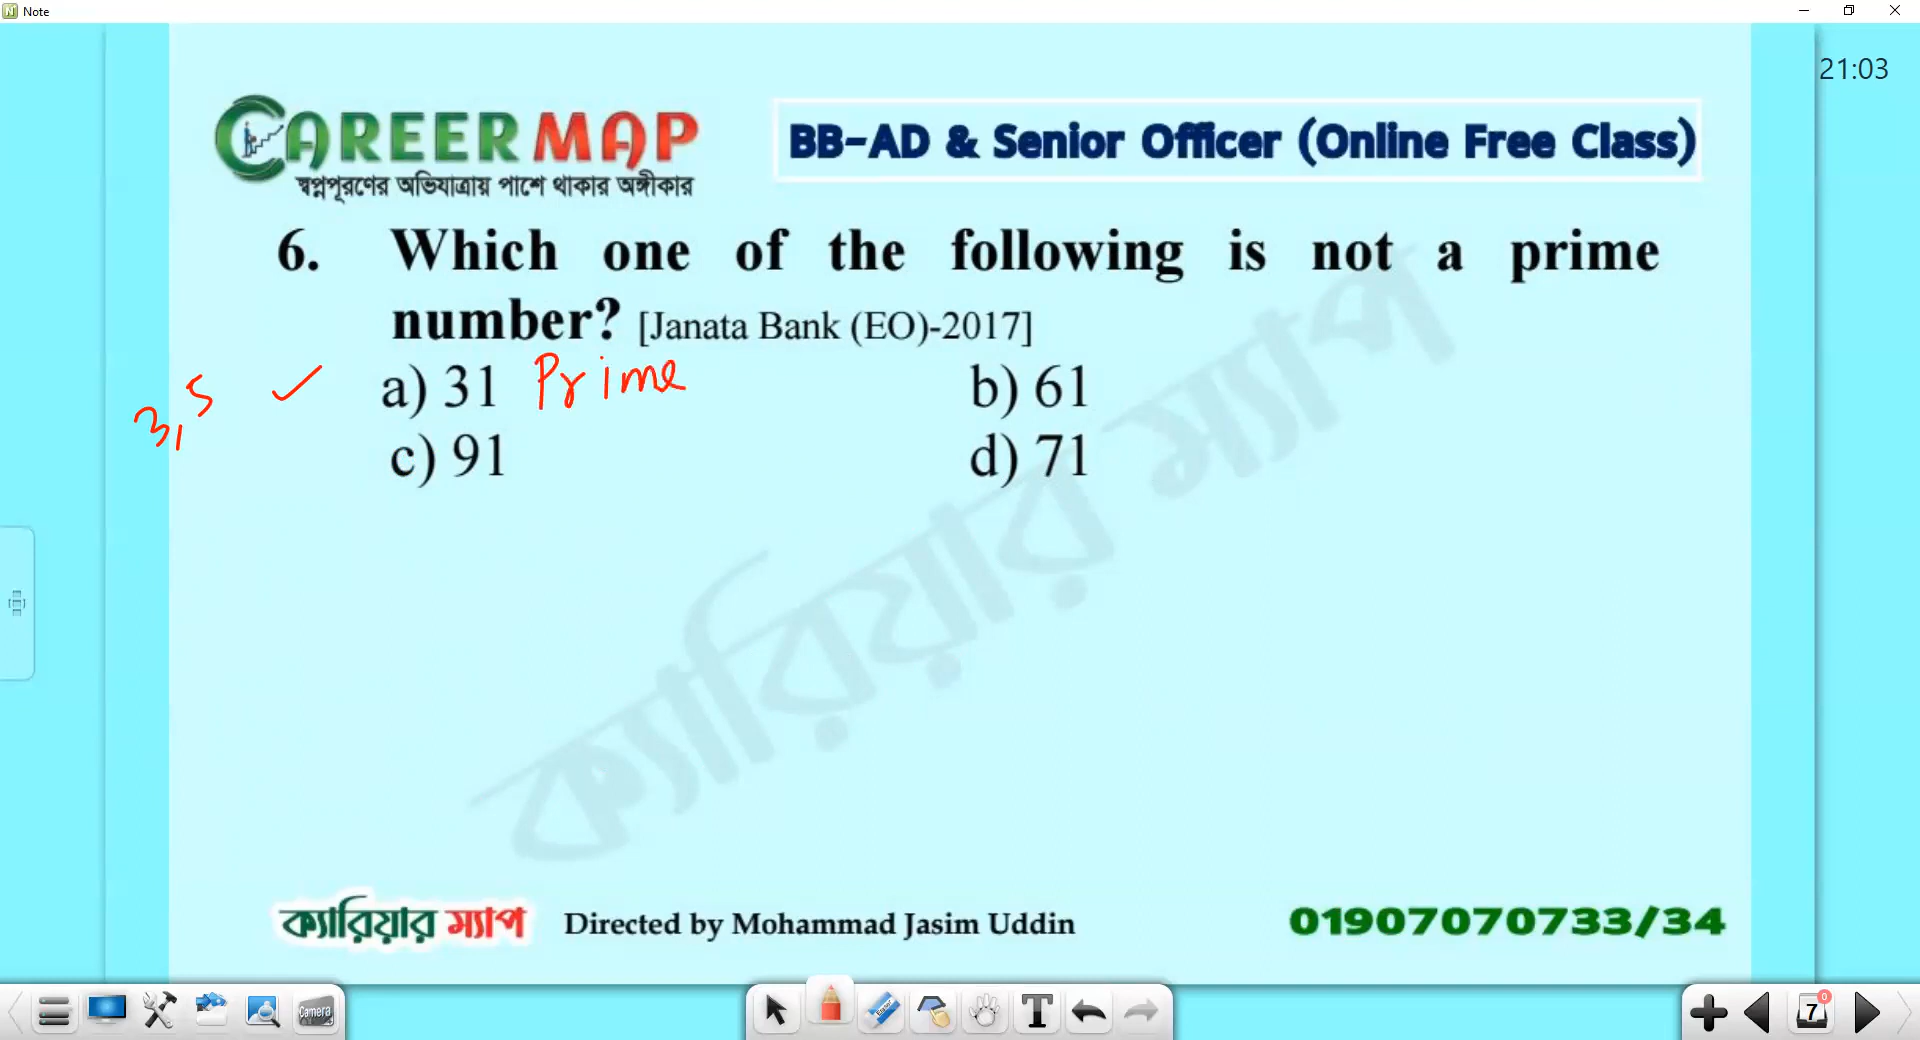 Note
21:03
CAREER MAP
স্বপ্নপূরণের অভিযাত্রায় পাশে থাকার অঙ্গীকার
BB-AD & Senior Officer (Online Free Class)
6. Which one of the following is not a prime
number? [Janata Bank (EO)-2017]
3, 5 ✓ a) 31 Prime b) 61
c) 91 d) 71
ক্যারিয়ার ম্যাপ
ক্যারিয়ার ম্যাপ Directed by Mohammad Jasim Uddin 01907070733/34
Camera Eraser T 7 0